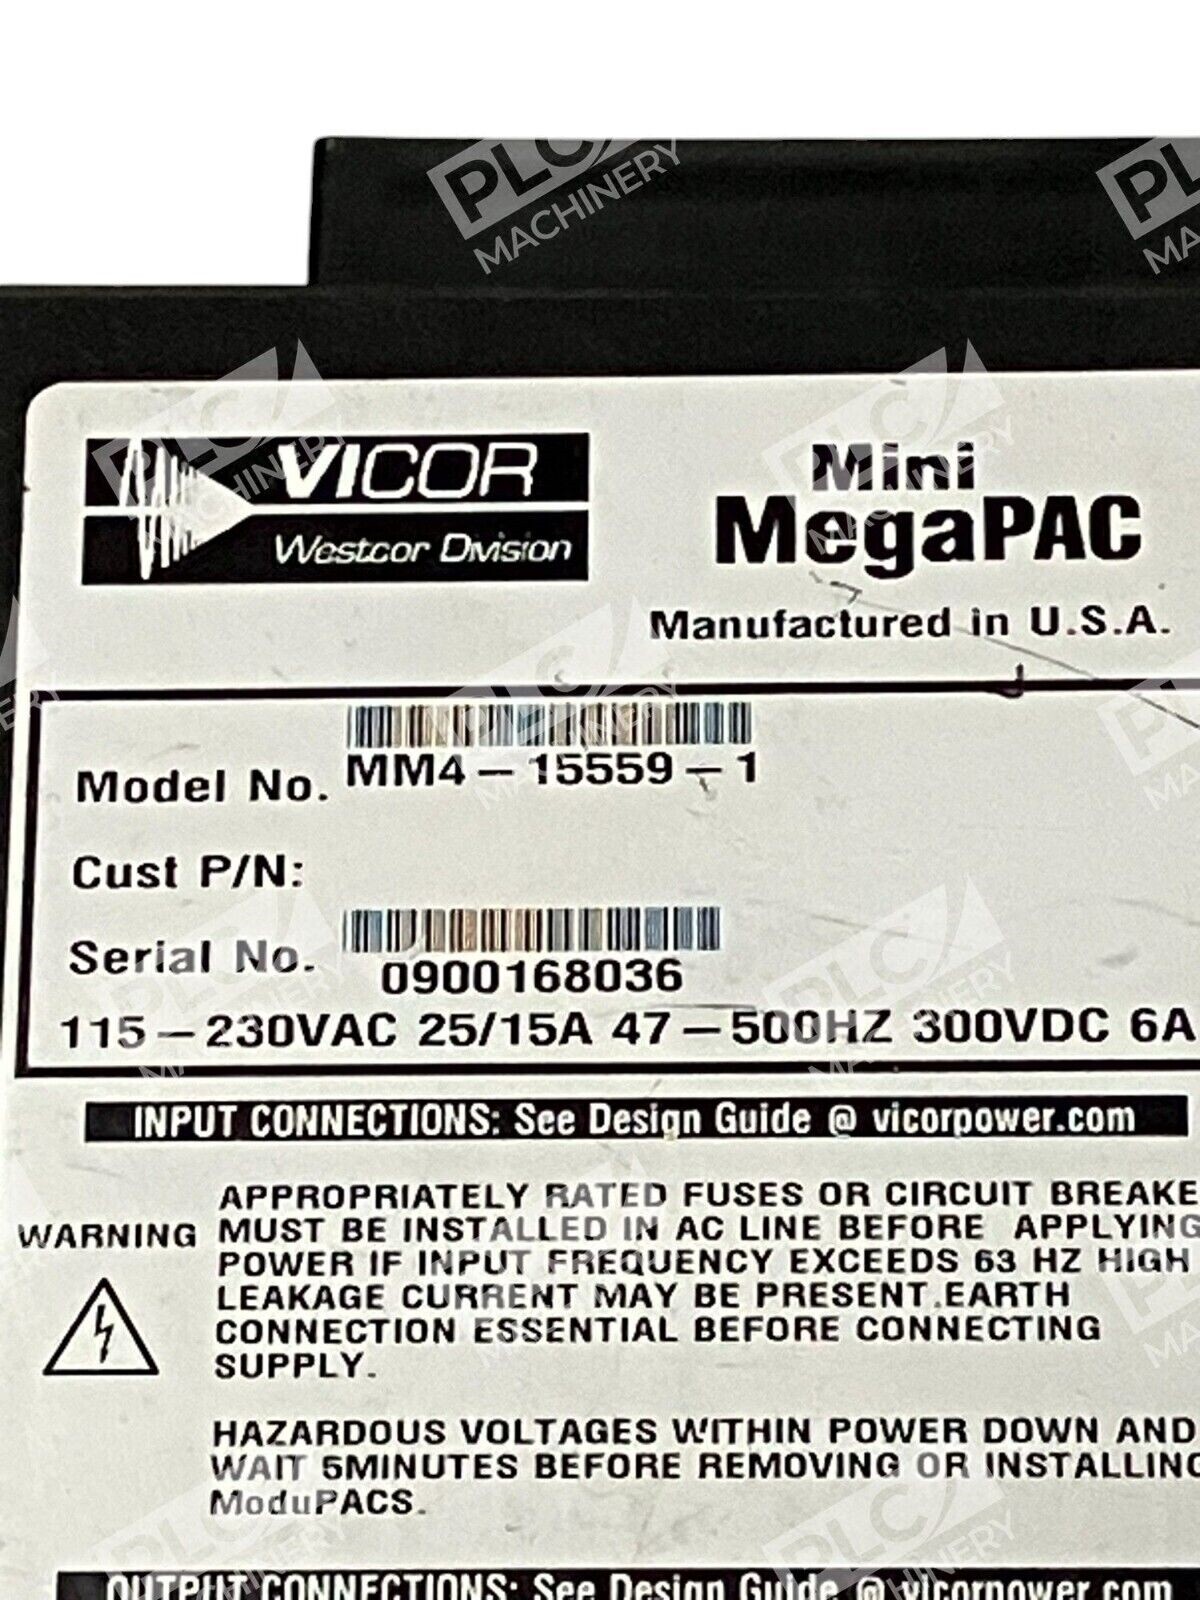 PLC MACHINERY
VICOR
Westcor Division
Mini
MegaPAC
Manufactured in U.S.A.
Model No. MM4-15559-1
Cust P/N:
Serial No. 0900168036
115-230VAC 25/15A 47-500HZ 300VDC 6A
INPUT CONNECTIONS: See Design Guide @ vicorpower.com
WARNING
APPROPRIATELY RATED FUSES OR CIRCUIT BREAKE
MUST BE INSTALLED IN AC LINE BEFORE APPLYING
POWER IF INPUT FREQUENCY EXCEEDS 63 HZ HIGH
LEAKAGE CURRENT MAY BE PRESENT.EARTH
CONNECTION ESSENTIAL BEFORE CONNECTING
SUPPLY.
HAZARDOUS VOLTAGES WITHIN POWER DOWN AND
WAIT 5MINUTES BEFORE REMOVING OR INSTALLING
ModuPACS.
OUTPUT CONNECTIONS: See Design Guide @ vicorpower.com